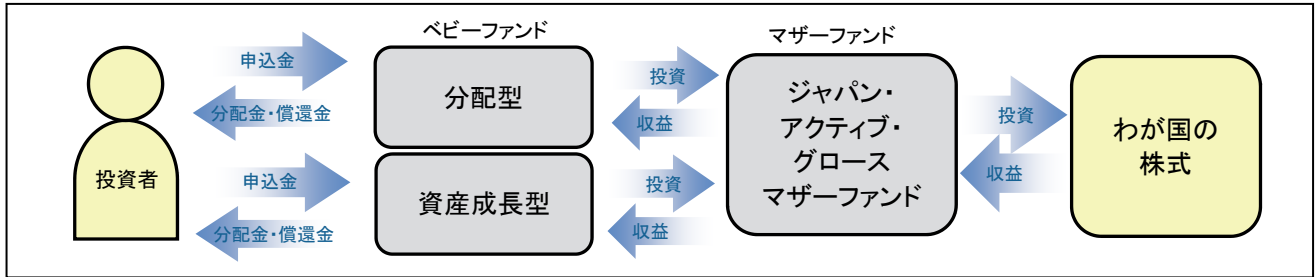 ベビーファンド
マザーファンド
投資者
申込金
分配金・償還金
申込金
分配金・償還金
分配型
資産成長型
投資
収益
投資
収益
ジャパン・
アクティブ・
グロース
マザーファンド
投資
収益
わが国の
株式